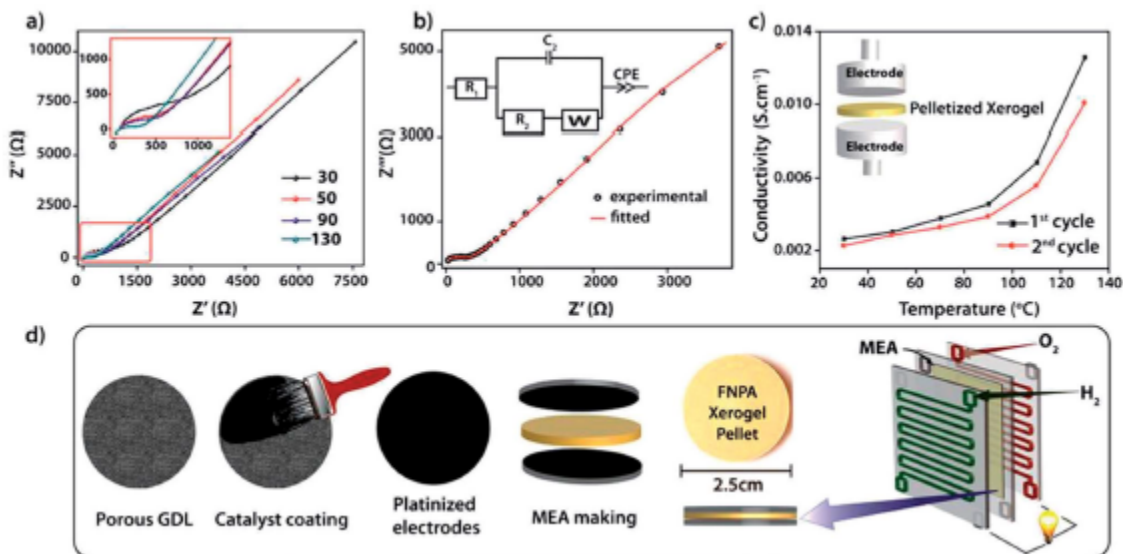 a)
10000
7500
5000
2500
0
1000
500
0
0
500
1000
30
50
90
130
0
1500
3000
4500
6000
7500
Z'' (Ω)
Z' (Ω)
b)
5000
3000
1000
0
C2
R1
R2
W
CPE
experimental
fitted
0
1000
2000
3000
Z' (Ω)
c)
0.014
0.010
0.006
0.002
Conductivity (S.cm⁻¹)
Electrode
Pelletized Xerogel
Electrode
1st cycle
2nd cycle
20
40
60
80
100
120
140
Temperature (°C)
d)
Porous GDL
Catalyst coating
Platinized
electrodes
MEA making
FNPA
Xerogel
Pellet
2.5cm
MEA
O2
H2